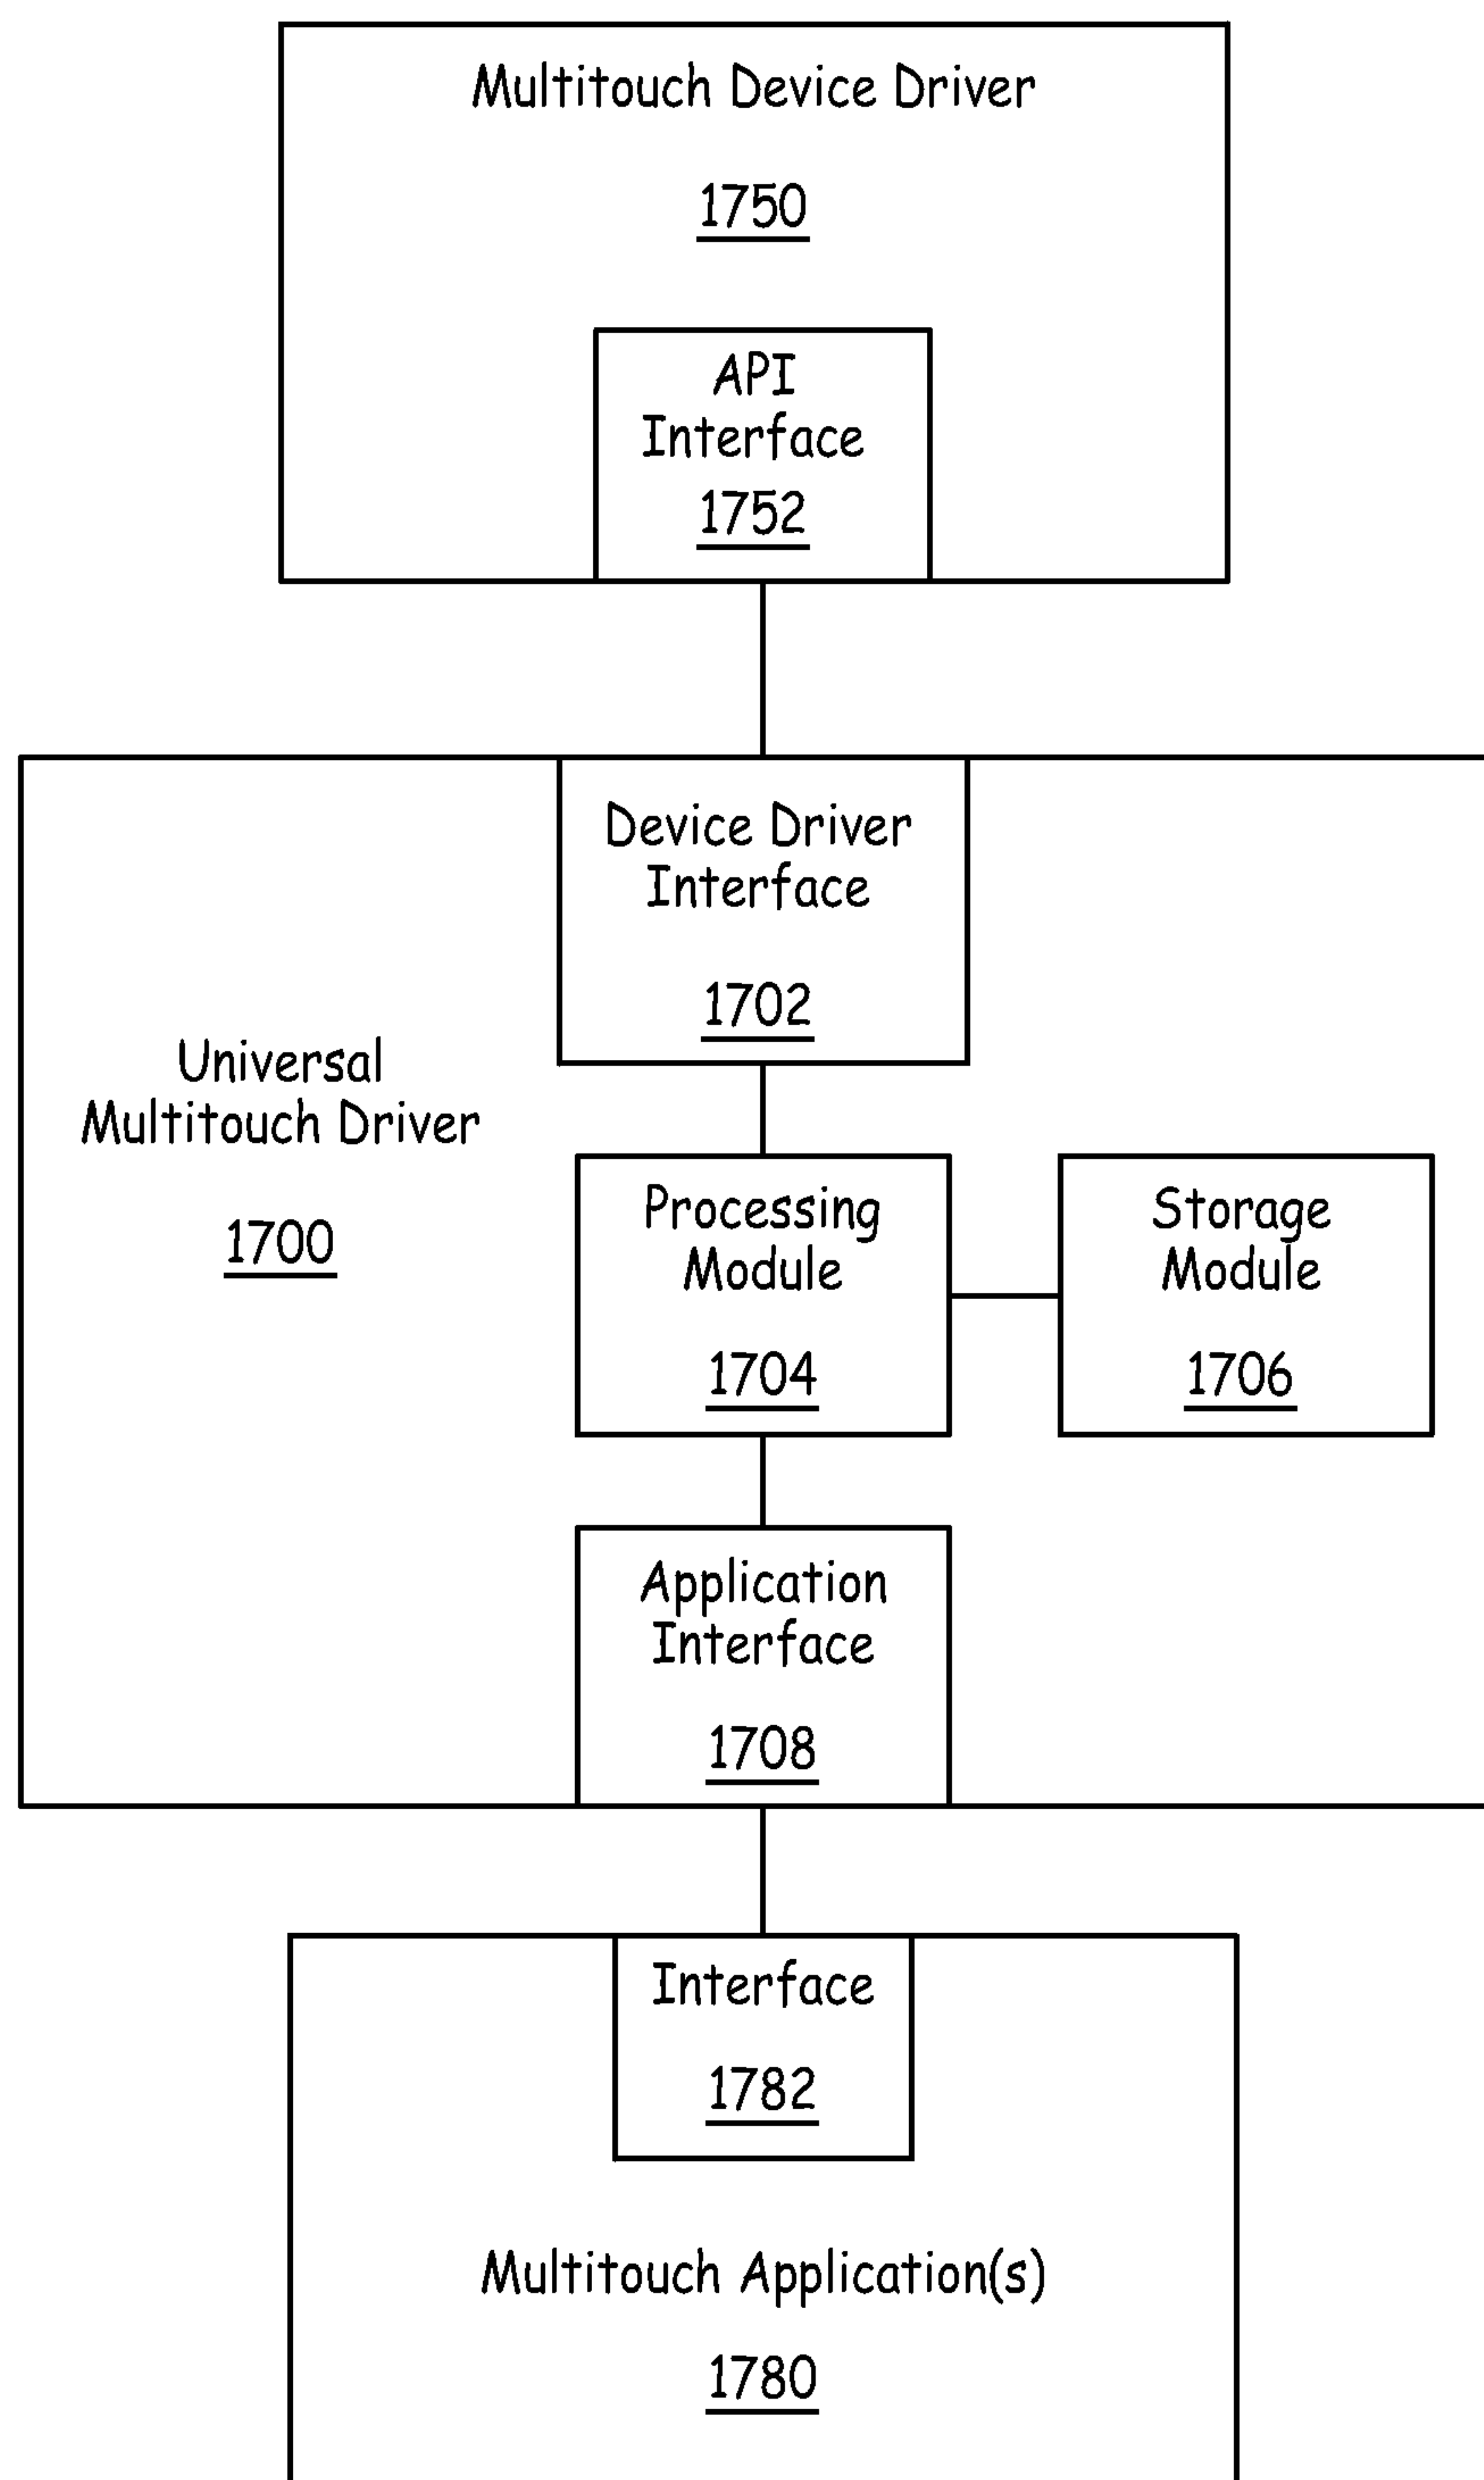 Multitouch Device Driver
1750
API
Interface
1752
Device Driver
Interface
1702
Universal
Multitouch Driver
1700
Processing
Module
1704
Storage
Module
1706
Application
Interface
1708
Interface
1782
Multitouch Application(s)
1780